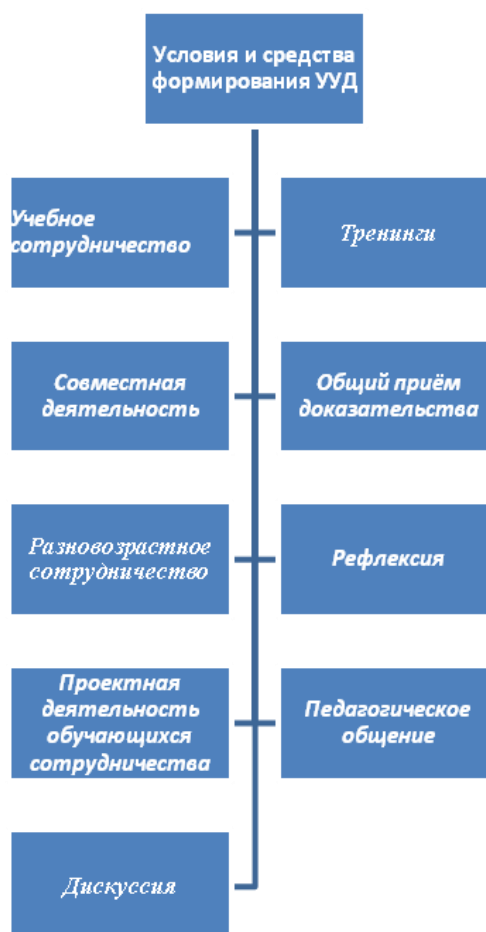 Условия и средства
формирования УУД
Учебное
сотрудничество
Тренинги
Совместная
деятельность
Общий приём
доказательства
Разновозрастное
сотрудничество
Рефлексия
Проектная
деятельность
обучающихся
сотрудничества
Педагогическое
общение
Дискуссия